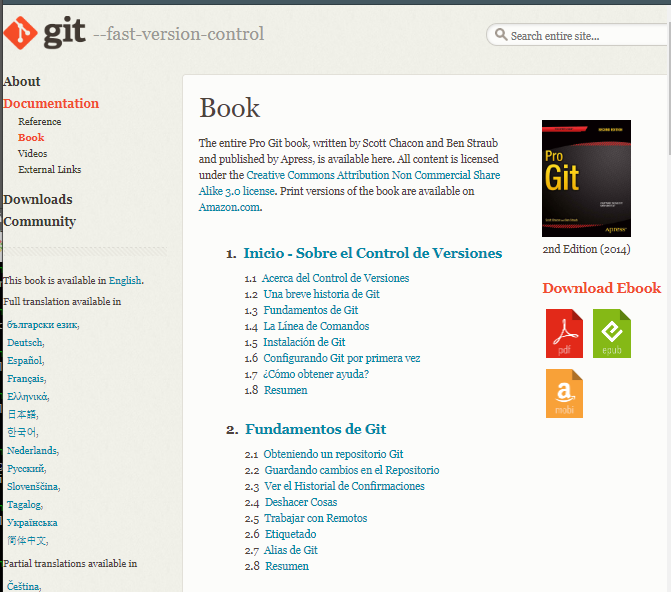 git --fast-version-control
Search entire site...
About
Documentation
Reference
Book
Videos
External Links
Downloads
Community
This book is available in English.
Full translation available in
български език,
Deutsch,
Español,
Français,
Ελληνικά,
日本語,
한국어,
Nederlands,
Русский,
Slovenščina,
Tagalog,
Українська
简体中文,
Partial translations available in
Čeština,
Book
The entire Pro Git book, written by Scott Chacon and Ben Straub
and published by Apress, is available here. All content is licensed
under the Creative Commons Attribution Non Commercial Share
Alike 3.0 license. Print versions of the book are available on
Amazon.com.
1. Inicio - Sobre el Control de Versiones
1.1 Acerca del Control de Versiones
1.2 Una breve historia de Git
1.3 Fundamentos de Git
1.4 La Línea de Comandos
1.5 Instalación de Git
1.6 Configurando Git por primera vez
1.7 ¿Cómo obtener ayuda?
1.8 Resumen
2. Fundamentos de Git
2.1 Obteniendo un repositorio Git
2.2 Guardando cambios en el Repositorio
2.3 Ver el Historial de Confirmaciones
2.4 Deshacer Cosas
2.5 Trabajar con Remotos
2.6 Etiquetado
2.7 Alias de Git
2.8 Resumen
Pro
Git
Apress
2nd Edition (2014)
Download Ebook
pdf
epub
a
mobi